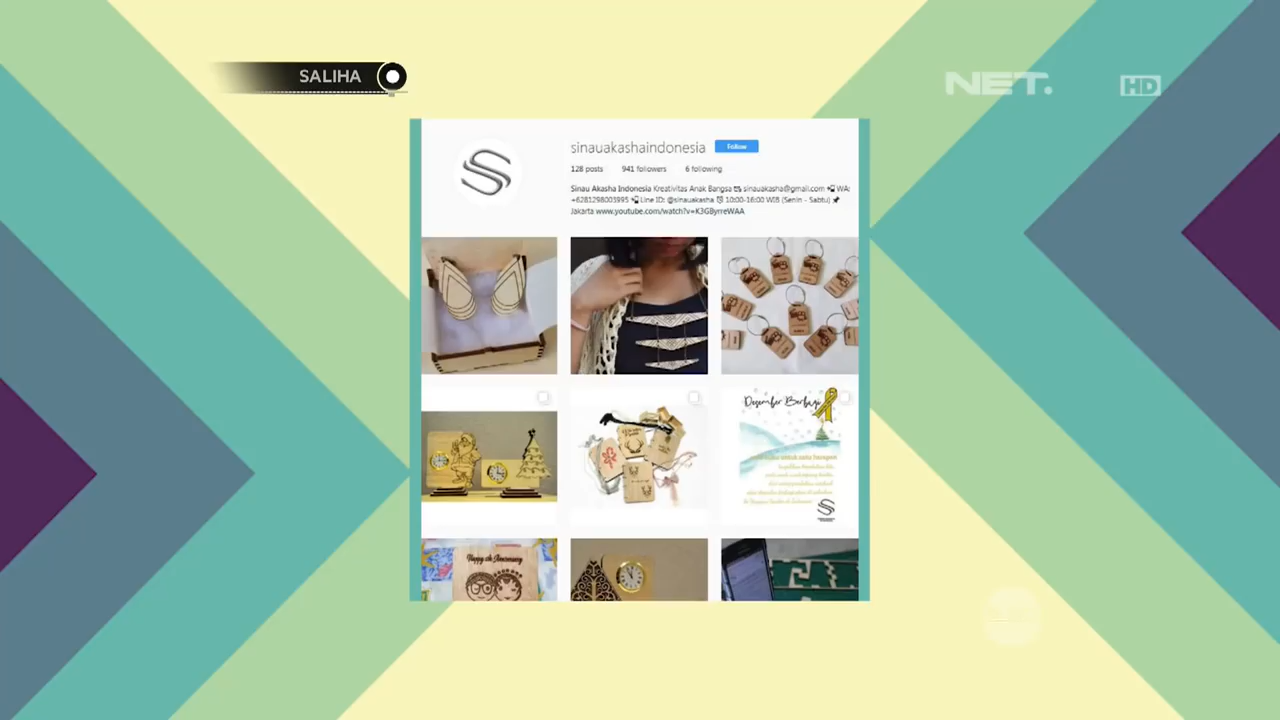 SALIHA
NET.
HD
sinauakashaindonesia
Follow
128 posts 941 followers 6 following
Sinau Akasha Indonesia Kreativitas Anak Bangsa sinauakasha@gmail.com WA:
+6281298003995 Line ID: @sinauakasha 10:00-16:00 WIB (Senin - Sabtu)
Jakarta www.youtube.com/watch?v=K3GByrreWAA
Desember Berbagi
Happy 5th Anniversary